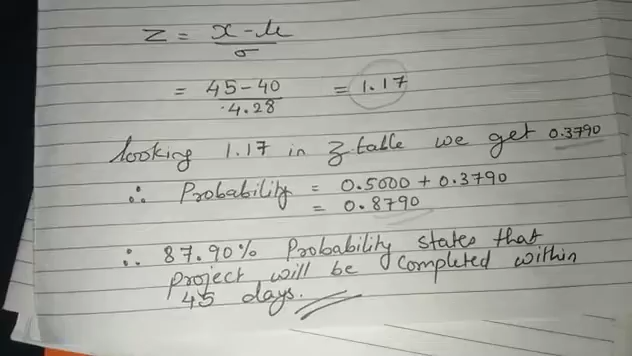 Z = x - μ / σ
= 45 - 40 / 4.28 = 1.17
looking 1.17 in z table we get 0.3790
∴ Probability = 0.5000 + 0.3790
= 0.8790
∴ 87.90% Probability states that
project will be completed within
45 days.